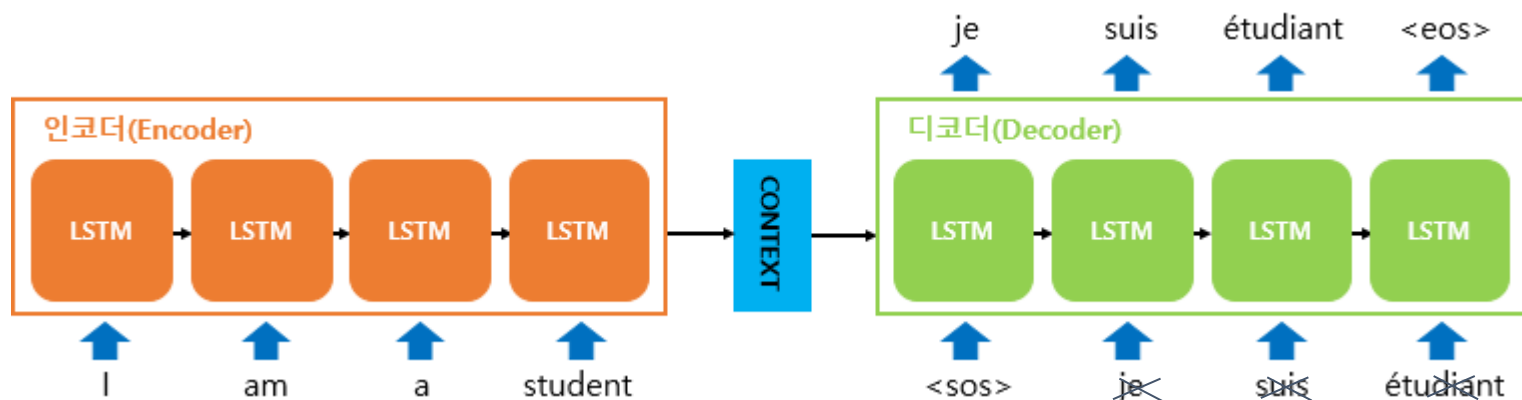 je suis étudiant <eos>
인코더(Encoder) 디코더(Decoder)
LSTM LSTM LSTM LSTM CONTEXT LSTM LSTM LSTM LSTM
I am a student <sos> je suis étudiant